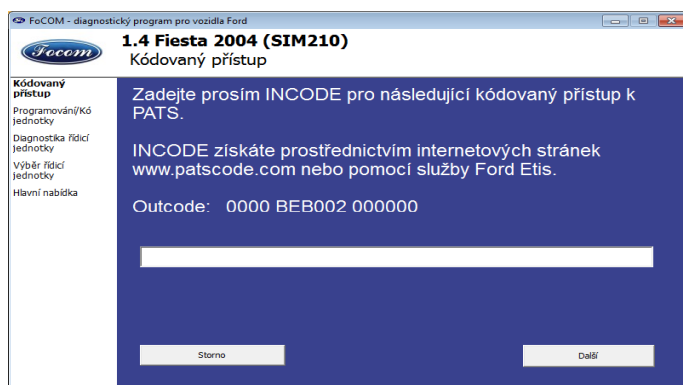 FoCOM - diagnostický program pro vozidla Ford
Focom
1.4 Fiesta 2004 (SIM210)
Kódovaný přístup
Kódovaný
přístup
Programování/Kó
jednotky
Diagnostika řídicí
jednotky
Výběr řídicí
jednotky
Hlavní nabídka
Zadejte prosím INCODE pro následující kódovaný přístup k
PATS.
INCODE získáte prostřednictvím internetových stránek
www.patscode.com nebo pomocí služby Ford Etis.
Outcode: 0000 BEB002 000000
Storno
Další